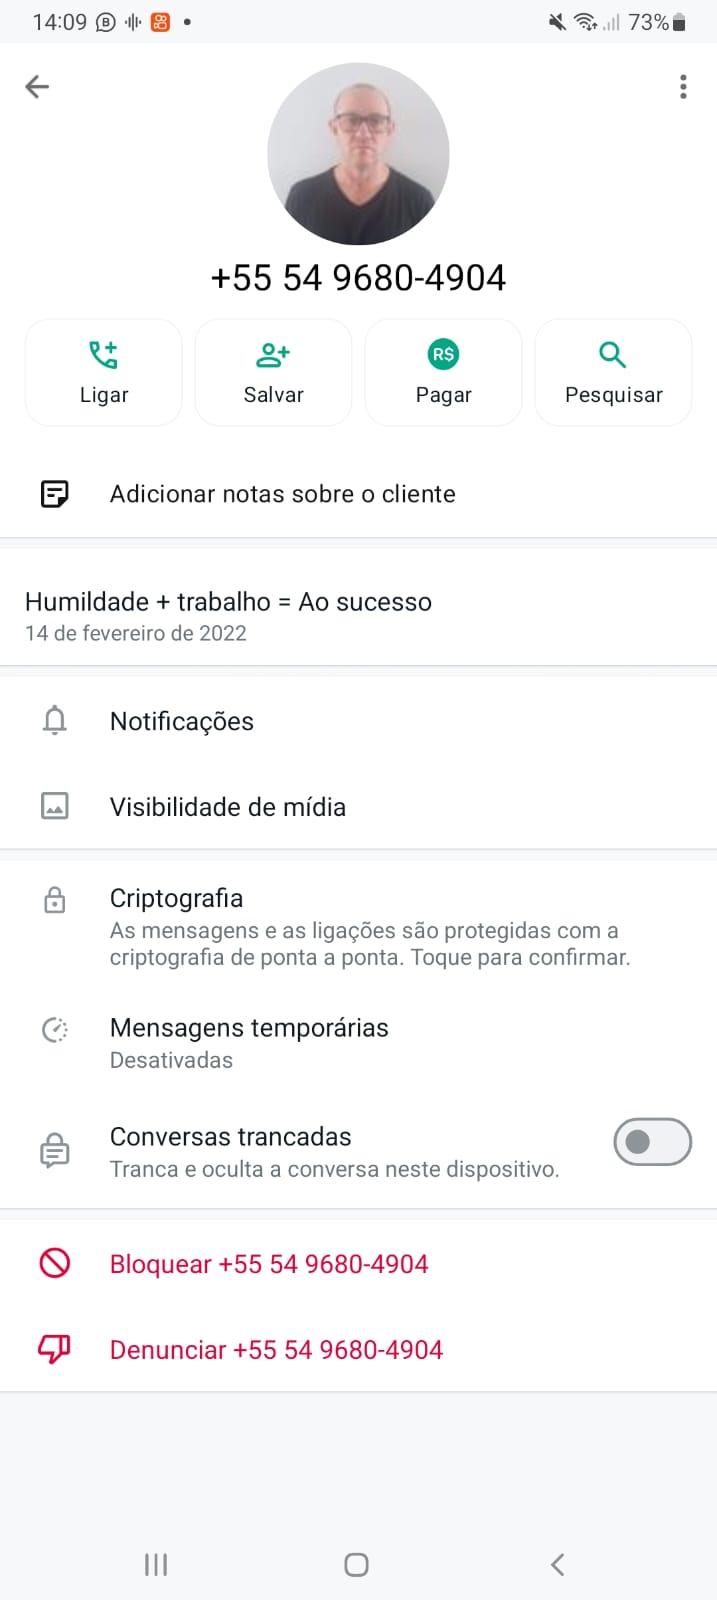 14:09
73%
+55 54 9680-4904
Ligar
Salvar
R$
Pagar
Pesquisar
Adicionar notas sobre o cliente
Humildade + trabalho = Ao sucesso
14 de fevereiro de 2022
Notificações
Visibilidade de mídia
Criptografia
As mensagens e as ligações são protegidas com a
criptografia de ponta a ponta. Toque para confirmar.
Mensagens temporárias
Desativadas
Conversas trancadas
Tranca e oculta a conversa neste dispositivo.
Bloquear +55 54 9680-4904
Denunciar +55 54 9680-4904